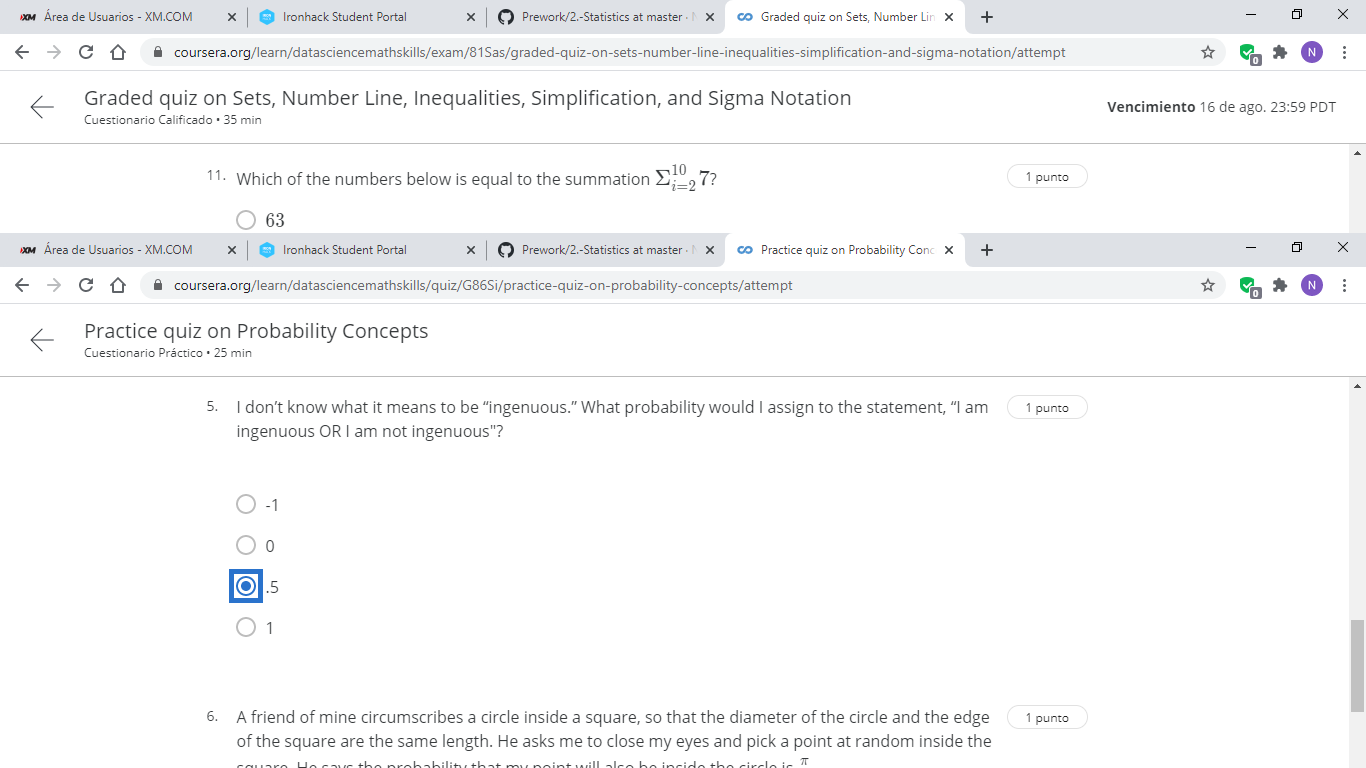 Área de Usuarios - XM.COM Ironhack Student Portal Prework/2.-Statistics at master · Graded quiz on Sets, Number Lin
coursera.org/learn/datasciencemathskills/exam/81Sas/graded-quiz-on-sets-number-line-inequalities-simplification-and-sigma-notation/attempt 0 N
Graded quiz on Sets, Number Line, Inequalities, Simplification, and Sigma Notation
Cuestionario Calificado • 35 min
Vencimiento 16 de ago. 23:59 PDT
11. Which of the numbers below is equal to the summation Σ¹⁰ᵢ₌₂ 7? 1 punto
63
Área de Usuarios - XM.COM Ironhack Student Portal Prework/2.-Statistics at master · Practice quiz on Probability Conc
coursera.org/learn/datasciencemathskills/quiz/G86Si/practice-quiz-on-probability-concepts/attempt 0 N
Practice quiz on Probability Concepts
Cuestionario Práctico • 25 min
5. I don’t know what it means to be “ingenuous.” What probability would I assign to the statement, “I am 1 punto
ingenuous OR I am not ingenuous"?
-1
0
.5
1
6. A friend of mine circumscribes a circle inside a square, so that the diameter of the circle and the edge 1 punto
of the square are the same length. He asks me to close my eyes and pick a point at random inside the
square. He says the probability that my point will also be inside the circle is π